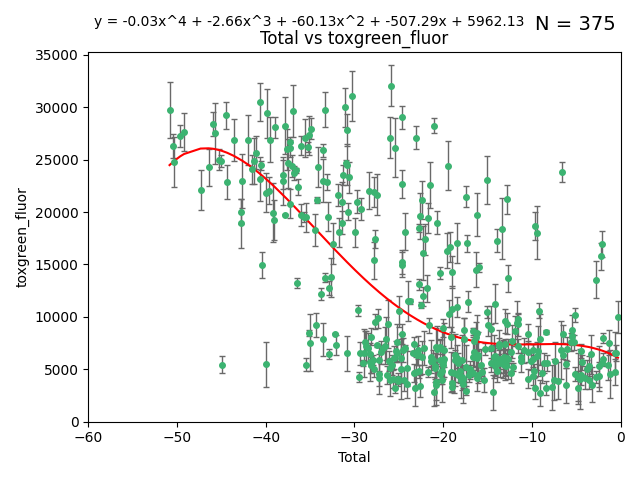 y = -0.03x^4 + -2.66x^3 + -60.13x^2 + -507.29x + 5962.13 N = 375
Total vs toxgreen_fluor
35000
30000
25000
20000
15000
10000
5000
0
toxgreen_fluor
−60 −50 −40 −30 −20 −10 0
Total